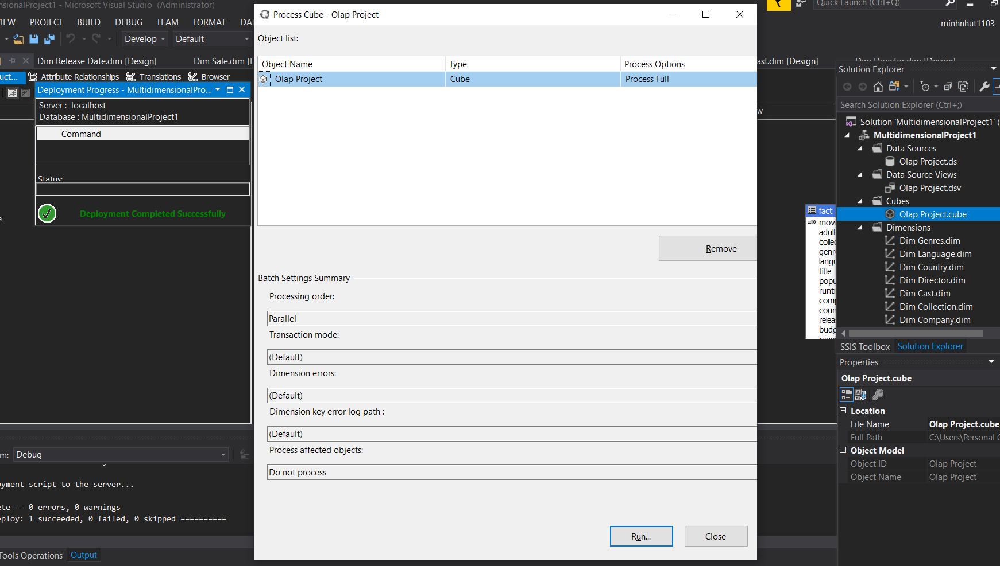 MultidimensionalProject1 - Microsoft Visual Studio (Administrator)
Quick Launch (Ctrl+Q)
VIEW PROJECT BUILD DEBUG TEAM FORMAT DAT
minhnhut1103
Develop Default
Dim Release Date.dim [Design] Dim Sale.dim [D
ast.dim [Design] Dim Director.dim [Design]
uct... Attribute Relationships Translations Browser
Deployment Progress - MultidimensionalPro...
Server : localhost
Database : MultidimensionalProject1
Command
Status:
Deployment Completed Successfully
Process Cube - Olap Project
Object list:
Object Name Type Process Options
Olap Project Cube Process Full
Remove
Batch Settings Summary
Processing order:
Parallel
Transaction mode:
(Default)
Dimension errors:
(Default)
Dimension key error log path :
(Default)
Process affected objects:
Do not process
Run... Close
w
fact
movi
adult
collec
genr
langu
title
popu
runti
comp
coun
relea
budg
Solution Explorer
Search Solution Explorer (Ctrl+;)
Solution 'MultidimensionalProject1' (
MultidimensionalProject1
Data Sources
Olap Project.ds
Data Source Views
Olap Project.dsv
Cubes
Olap Project.cube
Dimensions
Dim Genres.dim
Dim Language.dim
Dim Country.dim
Dim Director.dim
Dim Cast.dim
Dim Collection.dim
Dim Company.dim
SSIS Toolbox Solution Explorer
Properties
Olap Project.cube
Location
File Name Olap Project.cube
Full Path C:\Users\Personal C
Object Model
Object ID Olap Project
Object Name Olap Project
m: Debug
oyment script to the server...
ete -- 0 errors, 0 warnings
eploy: 1 succeeded, 0 failed, 0 skipped ==========
Tools Operations Output